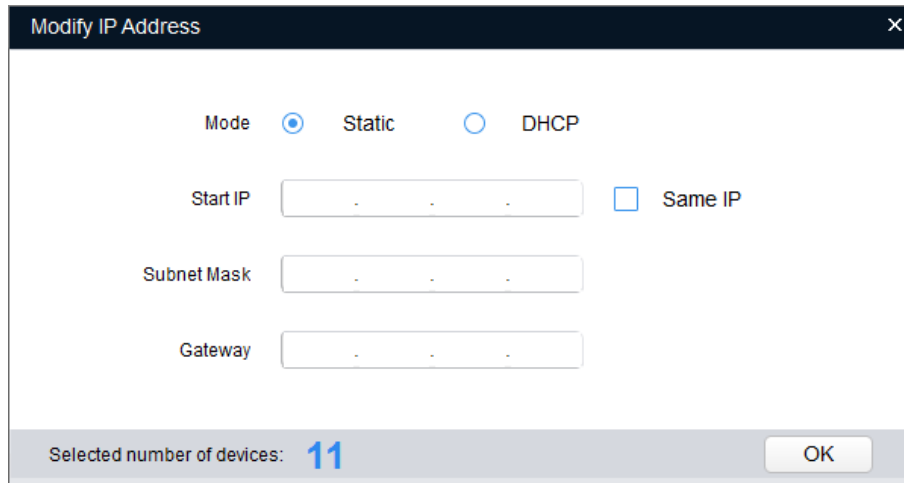 Modify IP Address ×
Mode Static DHCP
Start IP . . . Same IP
Subnet Mask . . .
Gateway . . .
Selected number of devices: 11 OK